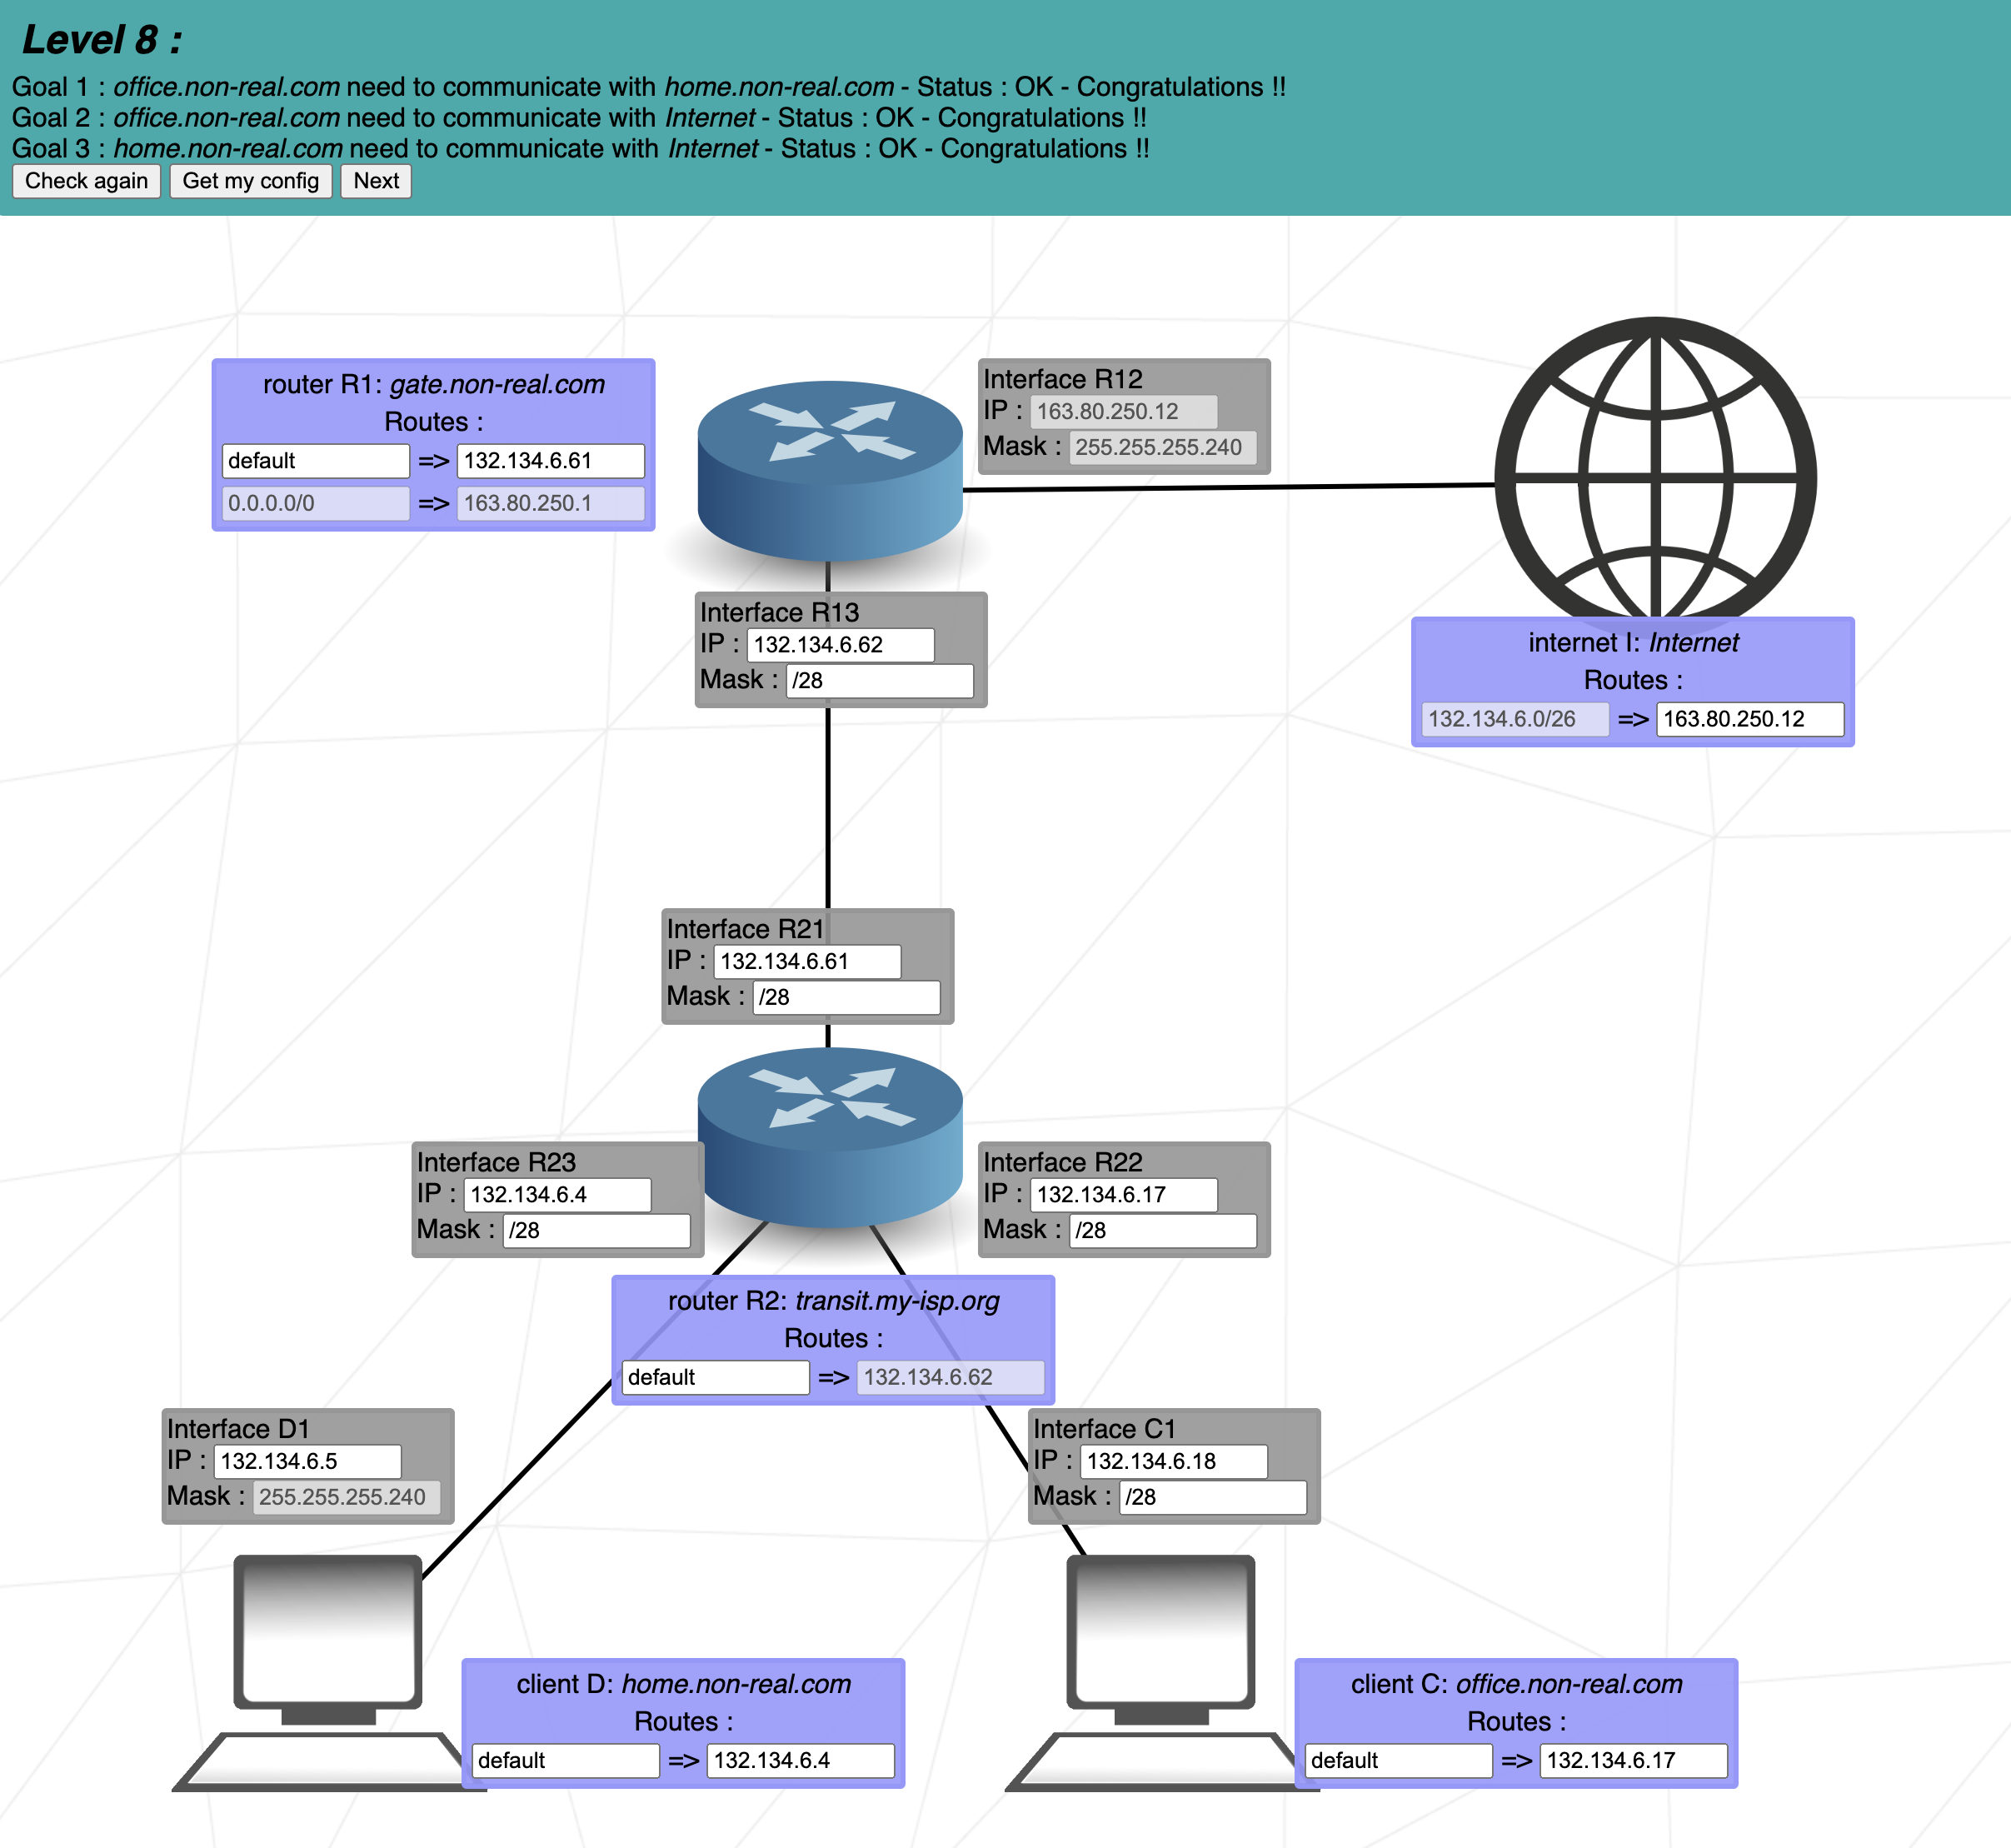 Level 8 :
Goal 1 : office.non-real.com need to communicate with home.non-real.com - Status : OK - Congratulations !!
Goal 2 : office.non-real.com need to communicate with Internet - Status : OK - Congratulations !!
Goal 3 : home.non-real.com need to communicate with Internet - Status : OK - Congratulations !!
Check again Get my config Next
router R1: gate.non-real.com
Routes :
default => 132.134.6.61
0.0.0.0/0 => 163.80.250.1
Interface R12
IP : 163.80.250.12
Mask : 255.255.255.240
Interface R13
IP : 132.134.6.62
Mask : /28
internet I: Internet
Routes :
132.134.6.0/26 => 163.80.250.12
Interface R21
IP : 132.134.6.61
Mask : /28
Interface R23
IP : 132.134.6.4
Mask : /28
Interface R22
IP : 132.134.6.17
Mask : /28
router R2: transit.my-isp.org
Routes :
default => 132.134.6.62
Interface D1
IP : 132.134.6.5
Mask : 255.255.255.240
Interface C1
IP : 132.134.6.18
Mask : /28
client D: home.non-real.com
Routes :
default => 132.134.6.4
client C: office.non-real.com
Routes :
default => 132.134.6.17